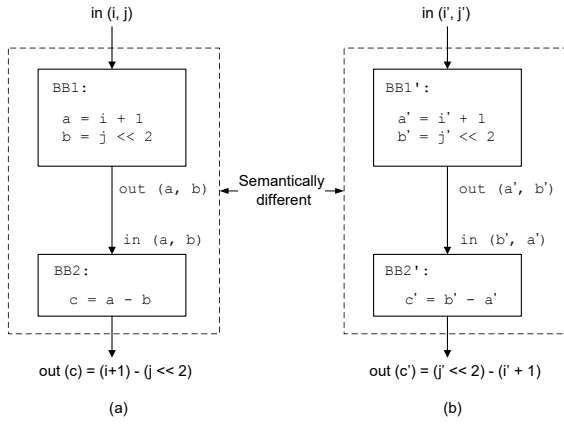 in (i, j)
BB1:
a = i + 1
b = j << 2
out (a, b)
in (a, b)
BB2:
c = a - b
out (c) = (i+1) - (j << 2)
(a)
Semantically
different
in (i’, j’)
BB1':
a’ = i’ + 1
b’ = j’ << 2
out (a’, b’)
in (b’, a’)
BB2':
c’ = b’ - a’
out (c’) = (j’ << 2) - (i’ + 1)
(b)